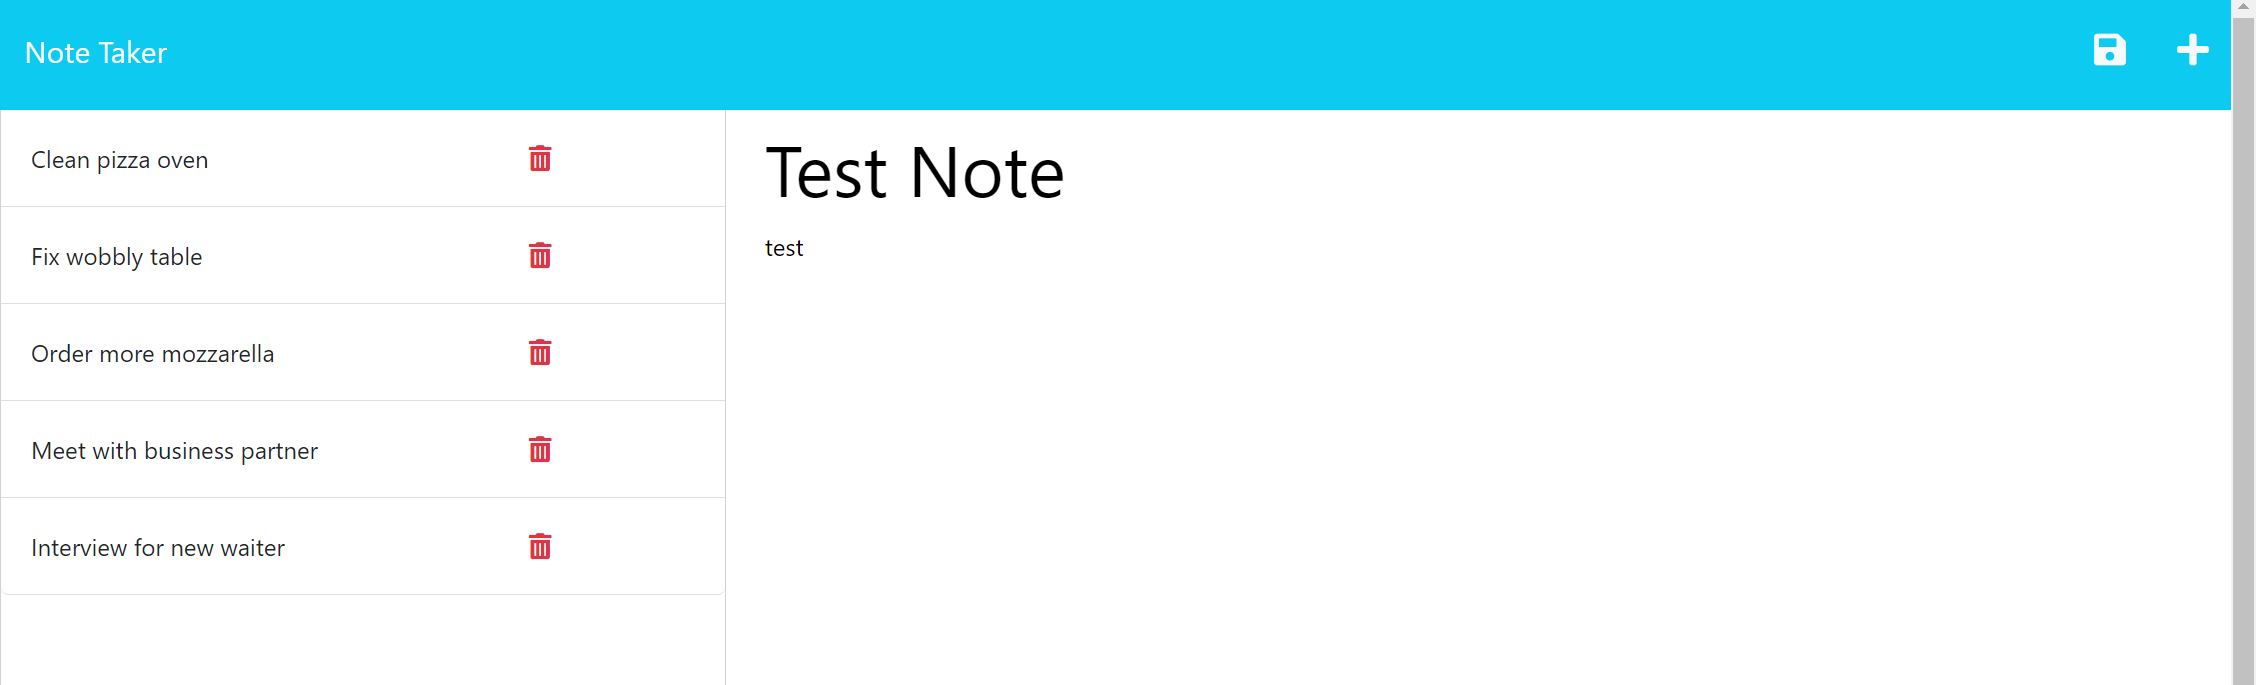 Note Taker
Clean pizza oven
Fix wobbly table
Order more mozzarella
Meet with business partner
Interview for new waiter
Test Note
test